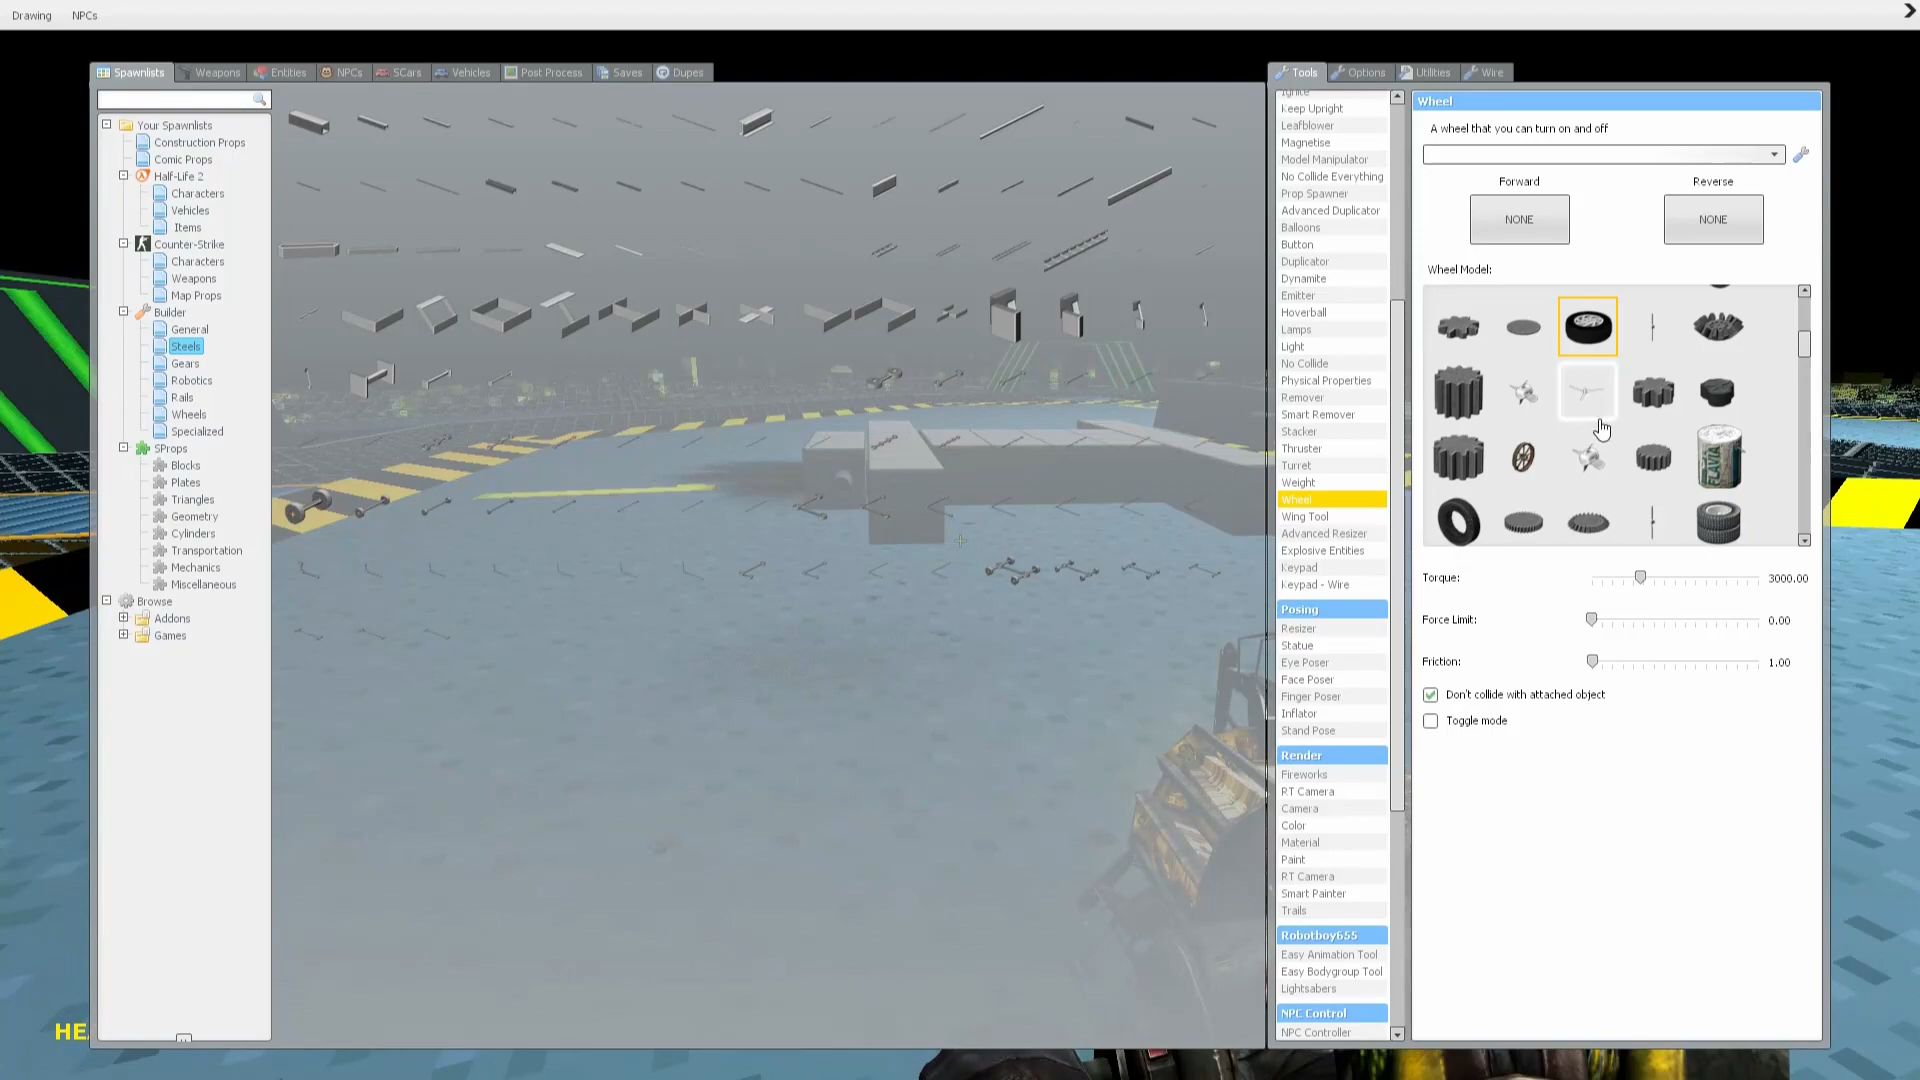 Drawing NPCs
Spawnlists Weapons Entities NPCs SCars Vehicles Post Process Saves Dupes
Tools Options Utilities Wire
Your Spawnlists
Construction Props
Comic Props
Half-Life 2
Characters
Vehicles
Items
Counter-Strike
Characters
Weapons
Map Props
Builder
General
Steels
Gears
Robotics
Rails
Wheels
Specialized
SProps
Blocks
Plates
Triangles
Geometry
Cylinders
Transportation
Mechanics
Miscellaneous
Browse
Addons
Games
HE
Ignite
Keep Upright
Leafblower
Magnetise
Model Manipulator
No Collide Everything
Prop Spawner
Advanced Duplicator
Balloons
Button
Duplicator
Dynamite
Emitter
Hoverball
Lamps
Light
No Collide
Physical Properties
Remover
Smart Remover
Stacker
Thruster
Turret
Weight
Wheel
Wing Tool
Advanced Resizer
Explosive Entities
Keypad
Keypad - Wire
Posing
Resizer
Statue
Eye Poser
Face Poser
Finger Poser
Inflator
Stand Pose
Render
Fireworks
RT Camera
Camera
Color
Material
Paint
RT Camera
Smart Painter
Trails
Robotboy655
Easy Animation Tool
Easy Bodygroup Tool
Lightsabers
NPC Control
NPC Controller
Wheel
A wheel that you can turn on and off
Forward Reverse
NONE NONE
Wheel Model:
FLAVIA
Torque: 3000.00
Force Limit: 0.00
Friction: 1.00
Don't collide with attached object
Toggle mode